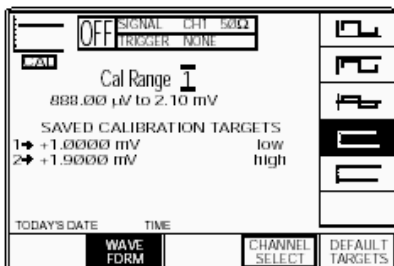 OFF SIGNAL CH1 50Ω
TRIGGER NONE
CAL
Cal Range 1
888.00 µV to 2.10 mV
SAVED CALIBRATION TARGETS
1→ +1.0000 mV low
2→ +1.9000 mV high
TODAY'S DATE TIME
WAVE FORM
CHANNEL SELECT
DEFAULT TARGETS